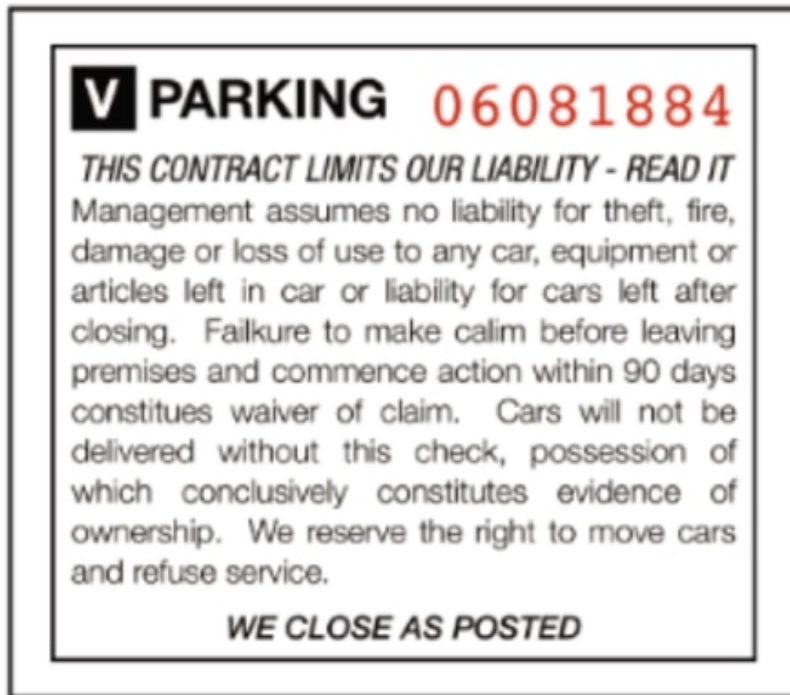 V PARKING 06081884
THIS CONTRACT LIMITS OUR LIABILITY - READ IT
Management assumes no liability for theft, fire,
damage or loss of use to any car, equipment or
articles left in car or liability for cars left after
closing. Failkure to make calim before leaving
premises and commence action within 90 days
constitues waiver of claim. Cars will not be
delivered without this check, possession of
which conclusively constitutes evidence of
ownership. We reserve the right to move cars
and refuse service.
WE CLOSE AS POSTED